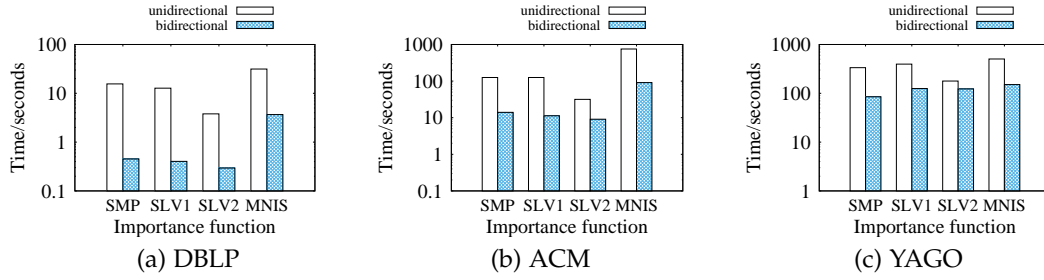 unidirectional
bidirectional
Time/seconds
100
10
1
0.1
SMP SLV1 SLV2 MNIS
Importance function
(a) DBLP
unidirectional
bidirectional
Time/seconds
1000
100
10
1
0.1
SMP SLV1 SLV2 MNIS
Importance function
(b) ACM
unidirectional
bidirectional
Time/seconds
1000
100
10
1
SMP SLV1 SLV2 MNIS
Importance function
(c) YAGO